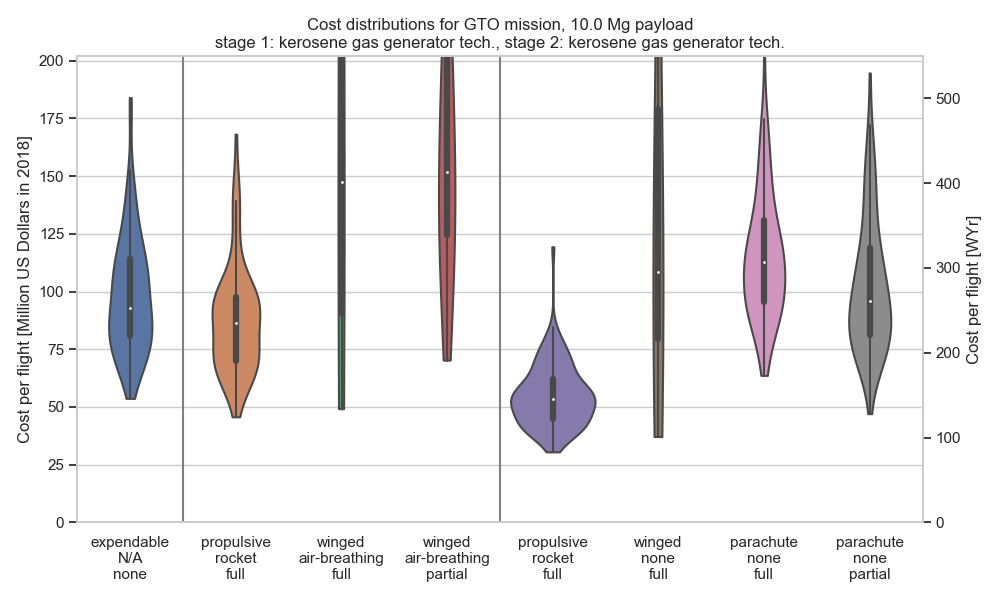 Cost distributions for GTO mission, 10.0 Mg payload
stage 1: kerosene gas generator tech., stage 2: kerosene gas generator tech.
Cost per flight [Million US Dollars in 2018]
200
175
150
125
100
75
50
25
0
500
400
300
200
100
0
Cost per flight [WYr]
expendable
N/A
none
propulsive
rocket
full
winged
air-breathing
full
winged
air-breathing
partial
propulsive
rocket
full
winged
none
full
parachute
none
full
parachute
none
partial